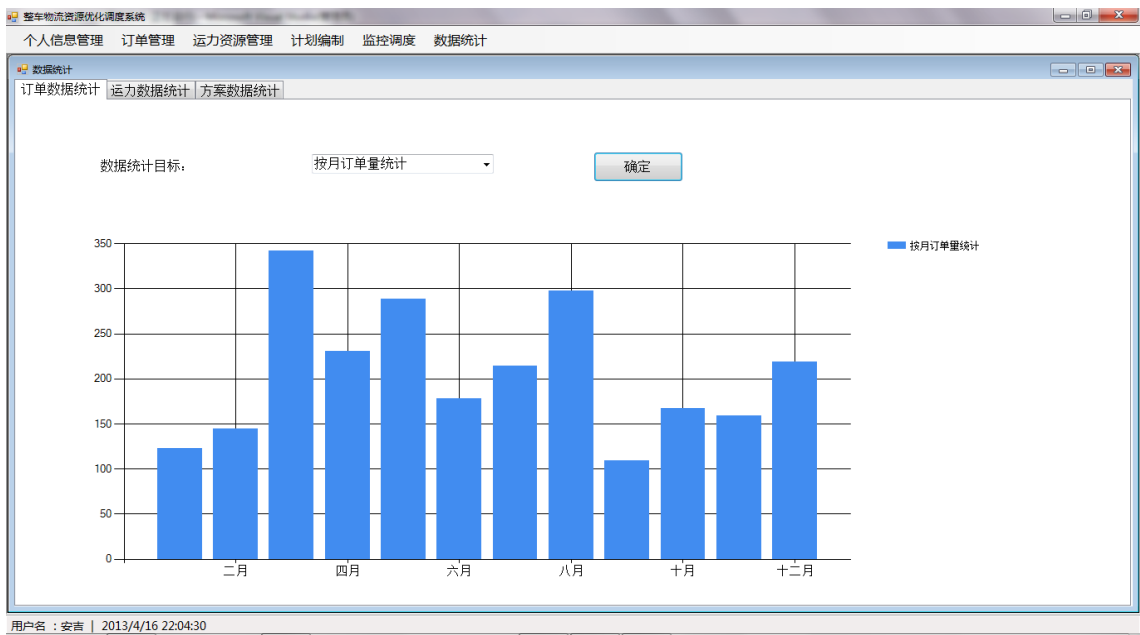 整车物流资源优化调度系统
个人信息管理 订单管理 运力资源管理 计划编制 监控调度 数据统计
数据统计
订单数据统计 运力数据统计 方案数据统计
数据统计目标： 按月订单量统计 确定
350
300
250
200
150
100
50
0
按月订单量统计
二月 四月 六月 八月 十月 十二月
用户名 ：安吉 | 2013/4/16 22:04:30